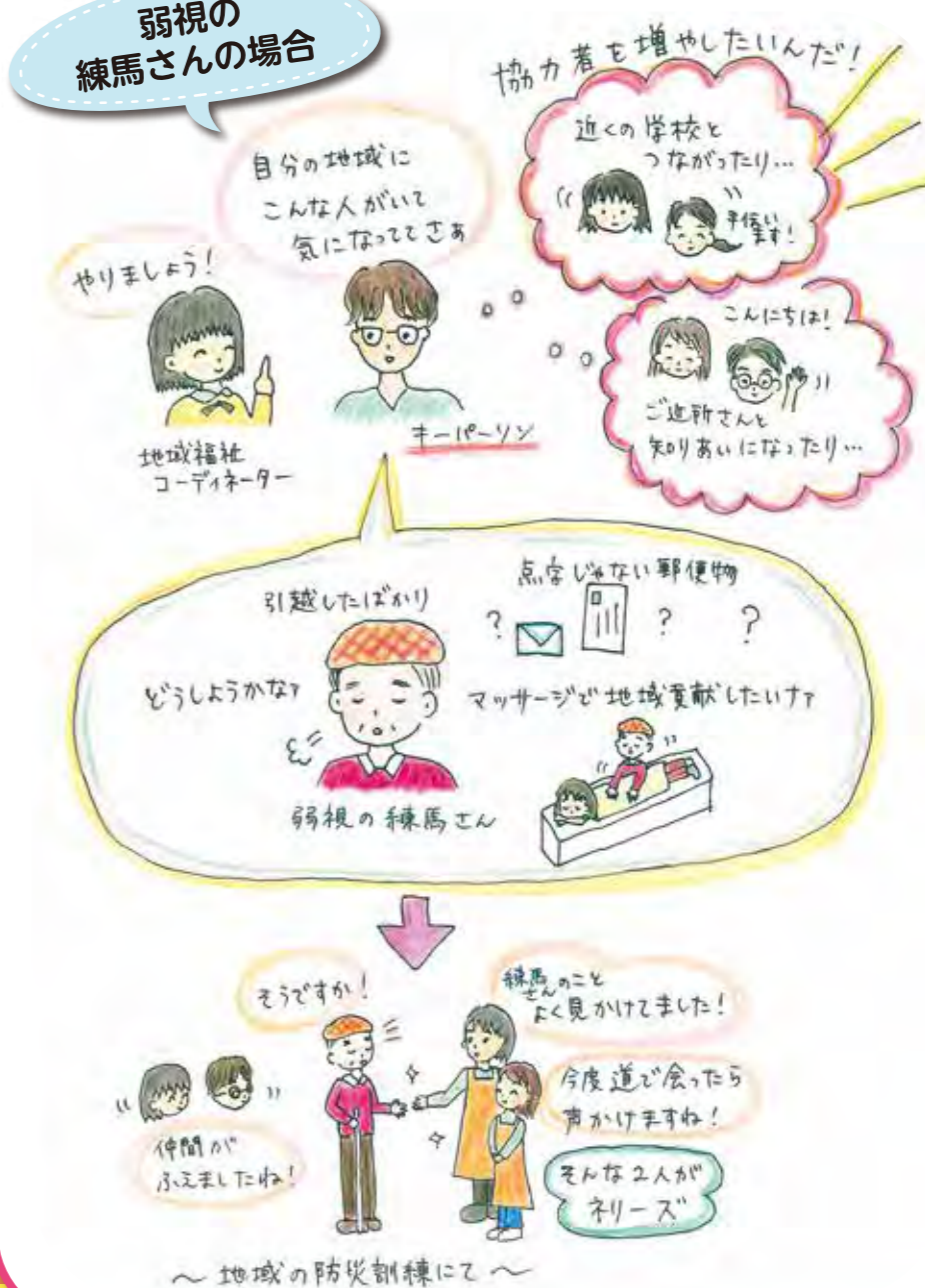 弱視の
練馬さんの場合
協力者を増やしたいんだ！
近くの学校と
つながったり…
手伝い
ます！
自分の地域に
こんな人がいて
気になっててさぁ
やりましょう！
こんにちは！
ご近所さんと
知りあいになったり…
キーパーソン
地域福祉
コーディネーター
点字じゃない郵便物
引越したばかり
? ? ?
どうしようかなァ
マッサージで地域貢献したいナァ
弱視の練馬さん
そうですか！
練馬
さんのこと
よく見かけてました！
今度道で会ったら
声かけますね！
仲間が
ふえましたね！
そんな2人が
ネリーズ
〜 地域の防災訓練にて 〜